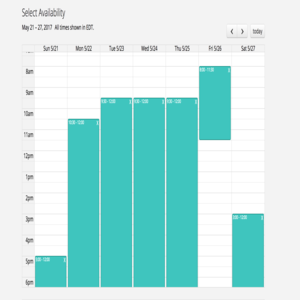 Select Availability
May 21 – 27, 2017 All times shown in EDT.
today
Sun 5/21 Mon 5/22 Tue 5/23 Wed 5/24 Thu 5/25 Fri 5/26 Sat 5/27
8am
9am
10am
11am
12pm
1pm
2pm
3pm
4pm
5pm
6pm